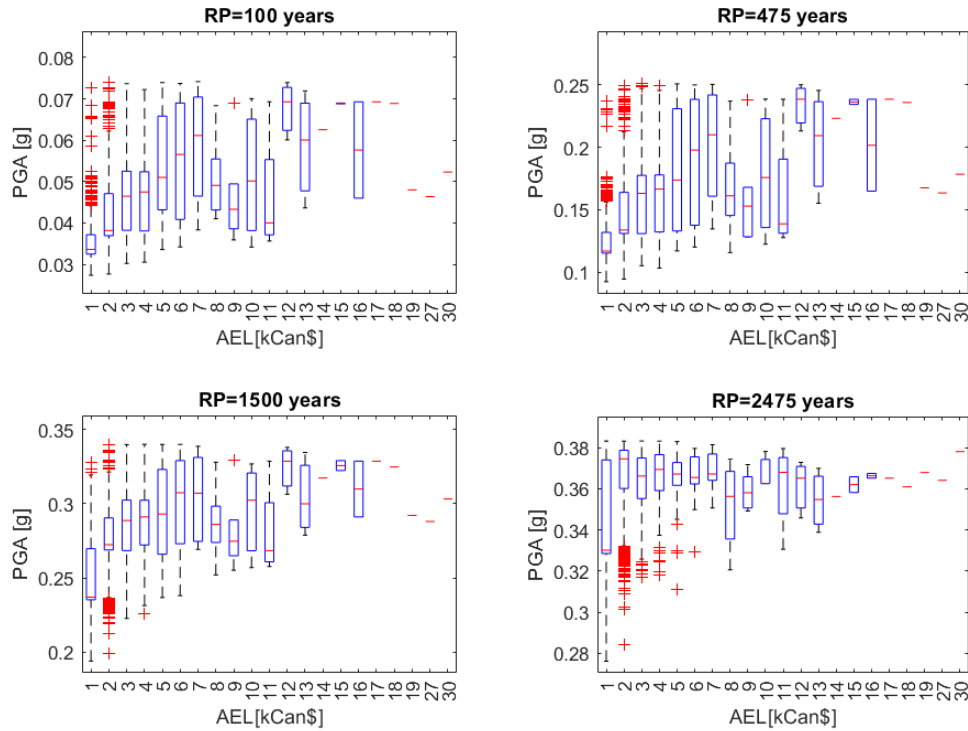 RP=100 years
0.08
0.07
0.06
0.05
0.04
0.03
PGA [g]
1 2 3 4 5 6 7 8 9 10 11 12 13 14 15 16 17 18 19 27 30
AEL[kCan$]
RP=475 years
0.25
0.2
0.15
0.1
PGA [g]
1 2 3 4 5 6 7 8 9 10 11 12 13 14 15 16 17 18 19 27 30
AEL[kCan$]
RP=1500 years
0.35
0.3
0.25
0.2
PGA [g]
1 2 3 4 5 6 7 8 9 10 11 12 13 14 15 16 17 18 19 27 30
AEL[kCan$]
RP=2475 years
0.38
0.36
0.34
0.32
0.3
0.28
PGA [g]
1 2 3 4 5 6 7 8 9 10 11 12 13 14 15 16 17 18 19 27 30
AEL[kCan$]